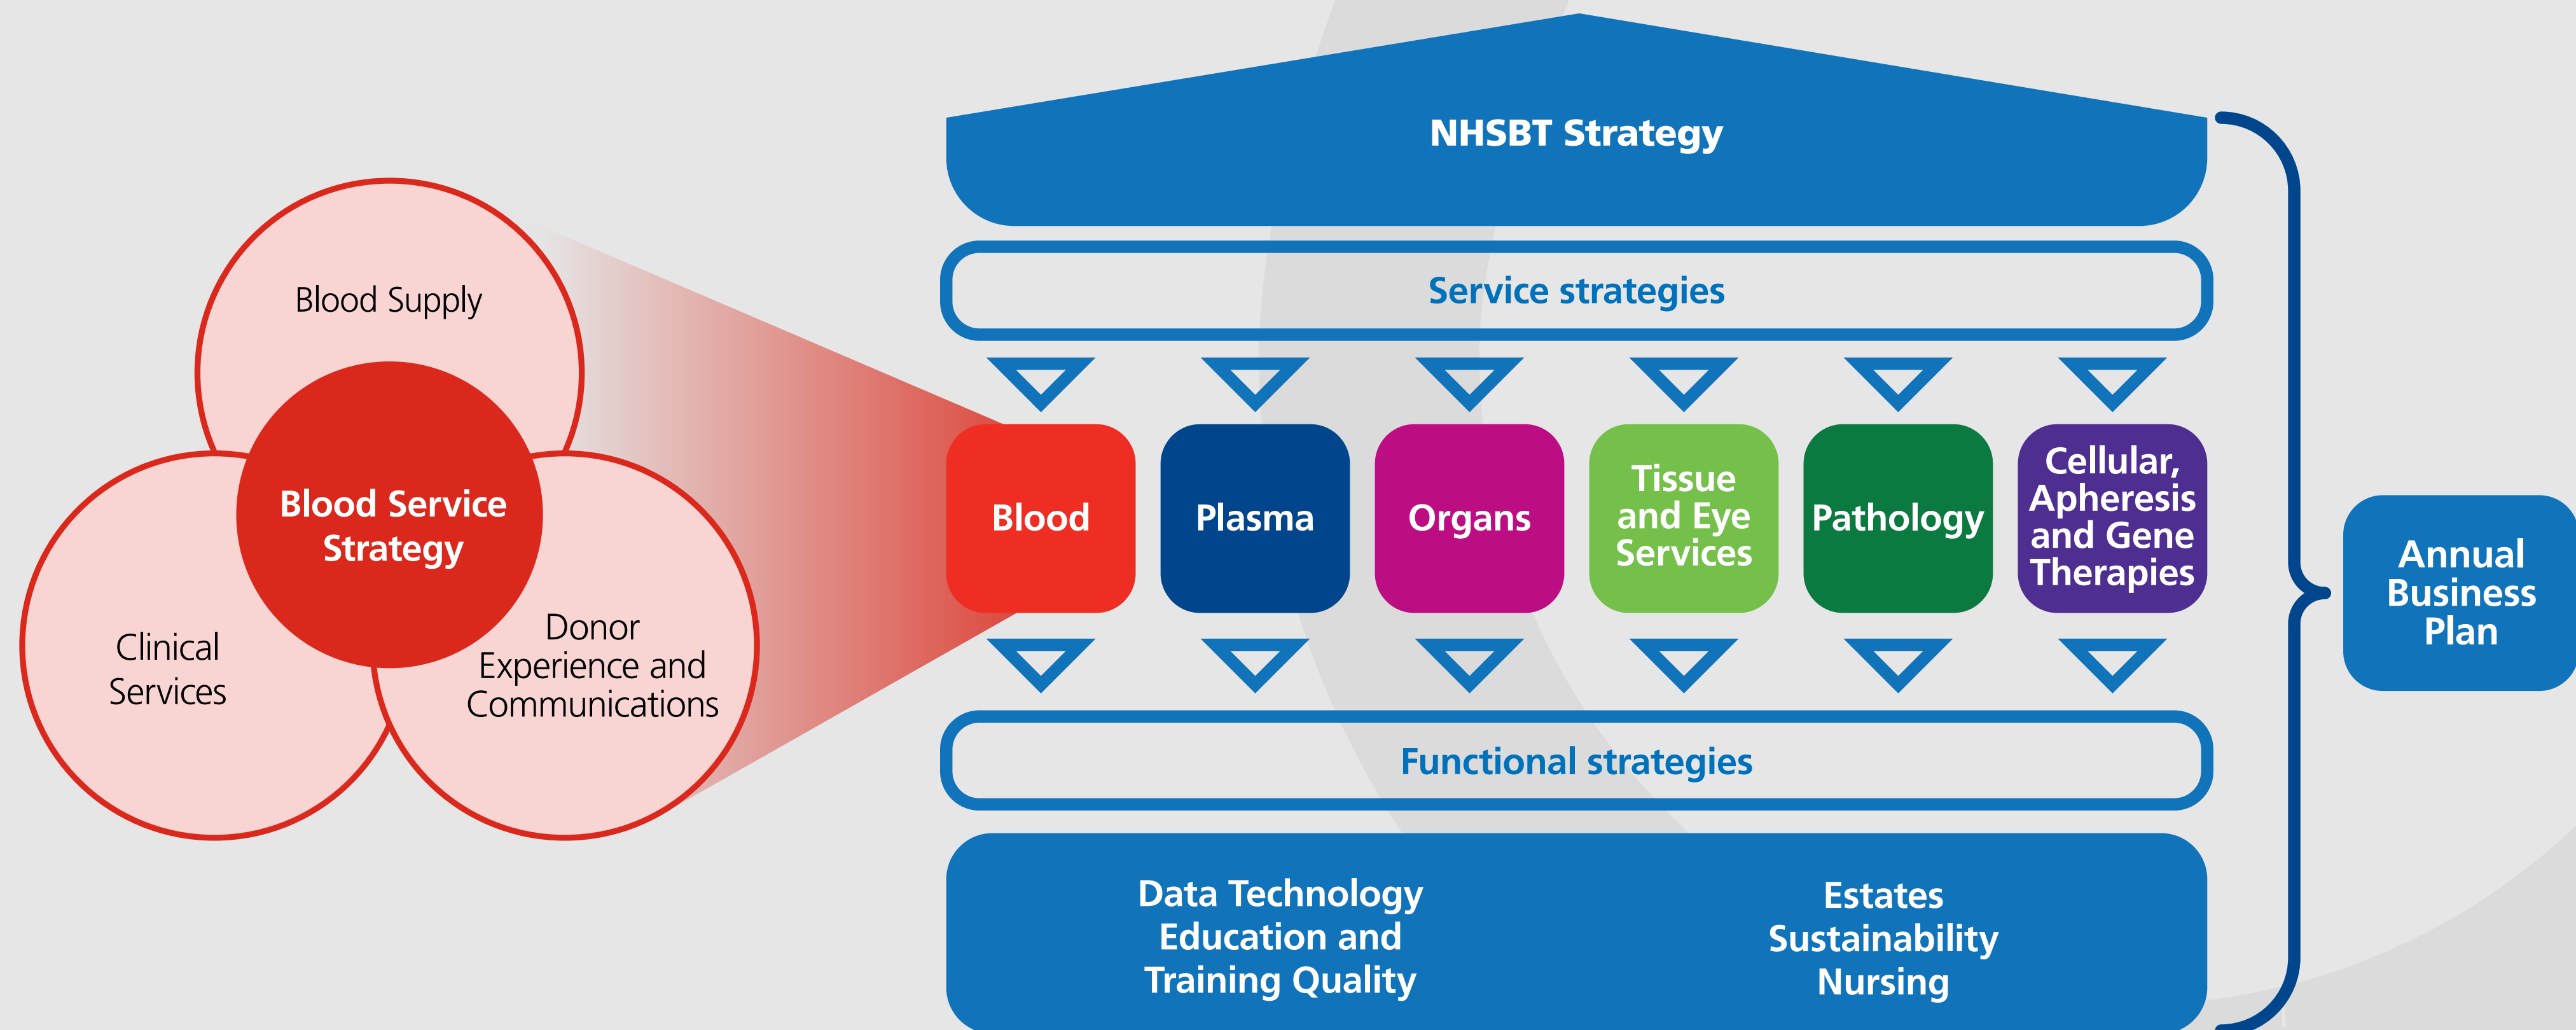 Blood Supply
Blood Service
Strategy
Clinical
Services
Donor
Experience and
Communications
NHSBT Strategy
Service strategies
Blood
Plasma
Organs
Tissue
and Eye
Services
Pathology
Cellular,
Apheresis
and Gene
Therapies
Functional strategies
Data Technology
Education and
Training Quality
Estates
Sustainability
Nursing
Annual
Business
Plan